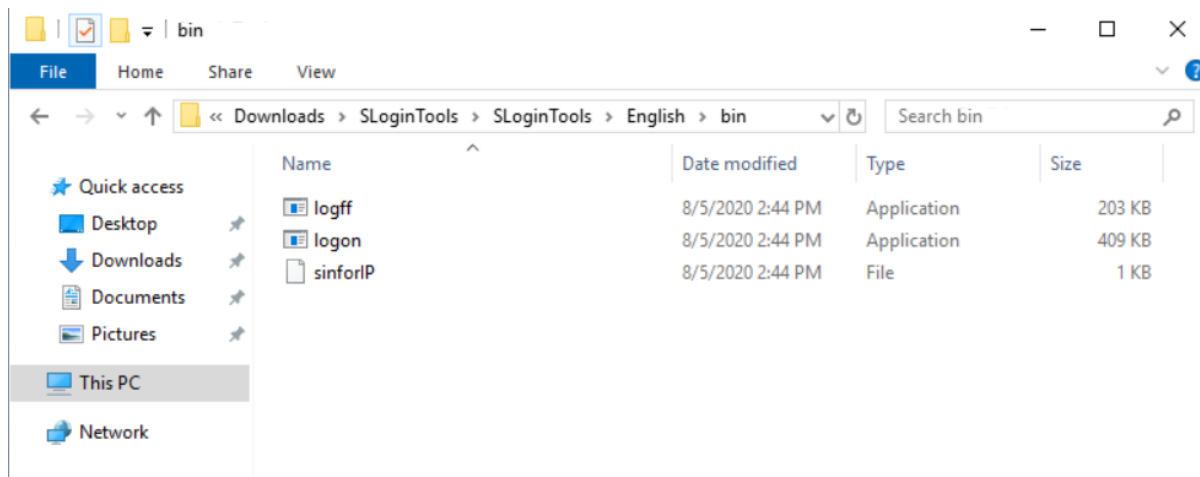 bin
File Home Share View
« Downloads > SLoginTools > SLoginTools > English > bin Search bin
Name Date modified Type Size
Quick access
Desktop
Downloads
Documents
Pictures
This PC
Network
logff 8/5/2020 2:44 PM Application 203 KB
logon 8/5/2020 2:44 PM Application 409 KB
sinforIP 8/5/2020 2:44 PM File 1 KB